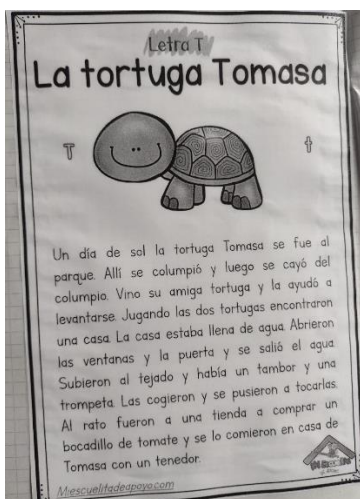 Letra T
La tortuga Tomasa
T
t
Un día de sol la tortuga Tomasa se fue al
parque. Allí se columpió y luego se cayó del
columpio. Vino su amiga tortuga y la ayudó a
levantarse. Jugando las dos tortugas encontraron
una casa. La casa estaba llena de agua. Abrieron
las ventanas y la puerta y se salió el agua.
Subieron al tejado y había un tambor y una
trompeta. Las cogieron y se pusieron a tocarlas.
Al rato fueron a una tienda a comprar un
bocadillo de tomate y se lo comieron en casa de
Tomasa con un tenedor.
Miescuelitadeapoyo.com